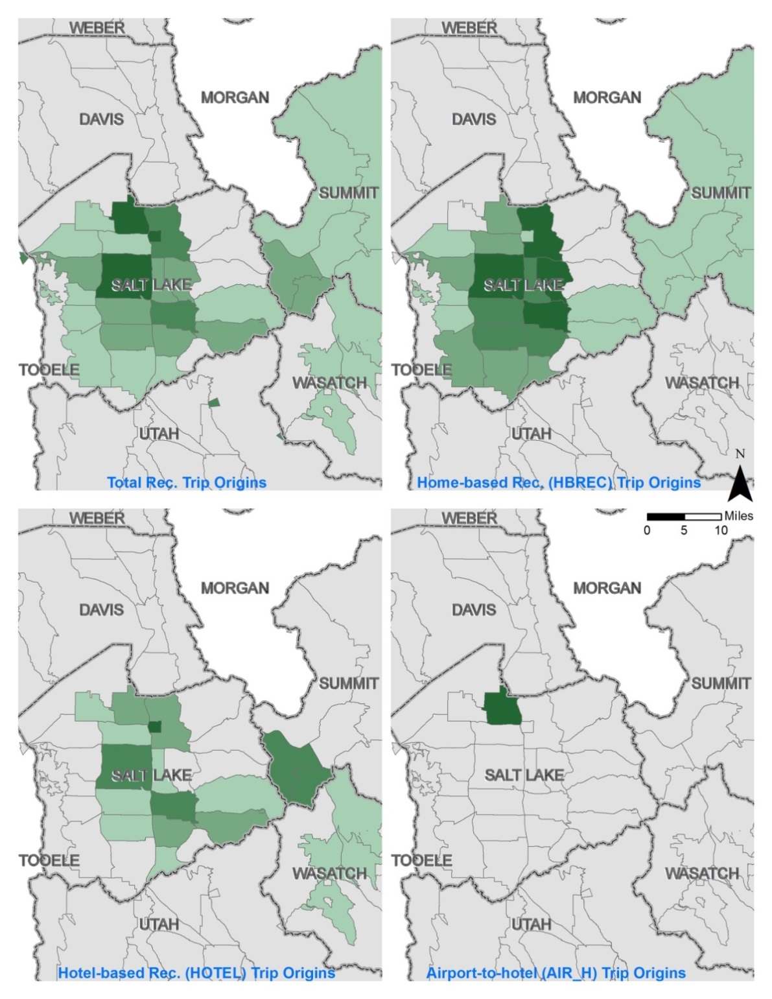 WEBER
MORGAN
DAVIS
SUMMIT
SALT LAKE
TOOELE
WASATCH
UTAH
Total Rec. Trip Origins
WEBER
MORGAN
DAVIS
SUMMIT
SALT LAKE
TOOELE
WASATCH
UTAH
Home-based Rec. (HBREC) Trip Origins
N
Miles
0 5 10
WEBER
MORGAN
DAVIS
SUMMIT
SALT LAKE
TOOELE
WASATCH
UTAH
Hotel-based Rec. (HOTEL) Trip Origins
WEBER
MORGAN
DAVIS
SUMMIT
SALT LAKE
TOOELE
WASATCH
UTAH
Airport-to-hotel (AIR_H) Trip Origins